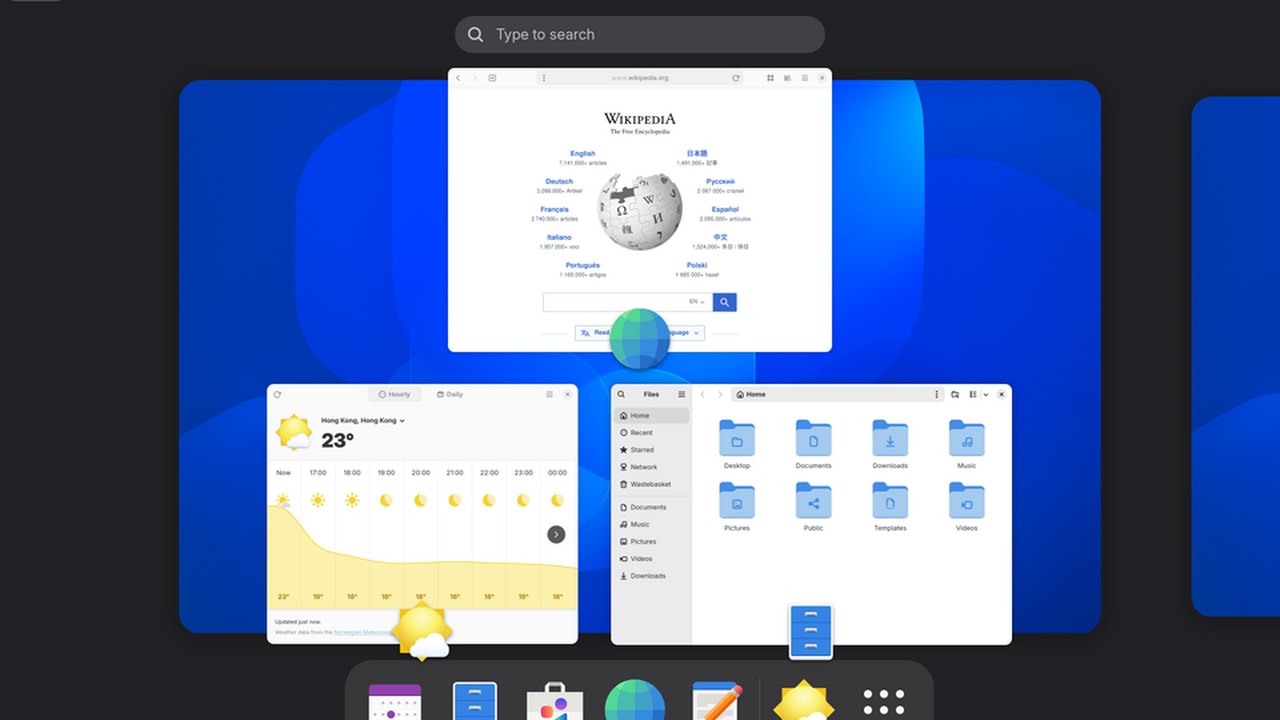 Type to search
www.wikipedia.org
WIKIPEDIA
The Free Encyclopedia
English
7,141,000+ articles
日本語
1,491,000+ 記事
Deutsch
3.099.000+ Artikel
Русский
2 087 000+ статей
Français
2 740 000+ articles
Español
2.095.000+ artículos
Italiano
1.957.000+ voci
中文
1,524,000+ 条目 / 條目
Português
1.165.000+ artigos
Polski
1 685 000+ haseł
EN
Read
Hourly
Daily
Hong Kong, Hong Kong
23°
Now 17:00 18:00 19:00 20:00 21:00 22:00 23:00 00:00
23° 19° 18° 18° 18° 18° 18° 18° 18°
Updated just now.
Weather data from the Norwegian
Files
Home
Home
Recent
Starred
Network
Wastebasket
Documents
Music
Pictures
Videos
Downloads
Desktop
Documents
Downloads
Music
Pictures
Public
Templates
Videos